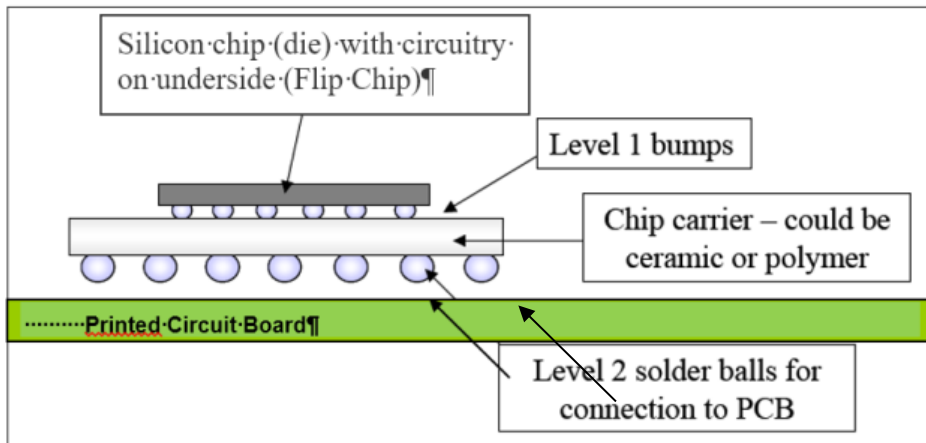 Silicon·chip·(die)·with·circuitry·
on·underside·(Flip·Chip)¶
Level 1 bumps
Chip carrier – could be
ceramic or polymer
··········Printed·Circuit·Board¶
Level 2 solder balls for
connection to PCB